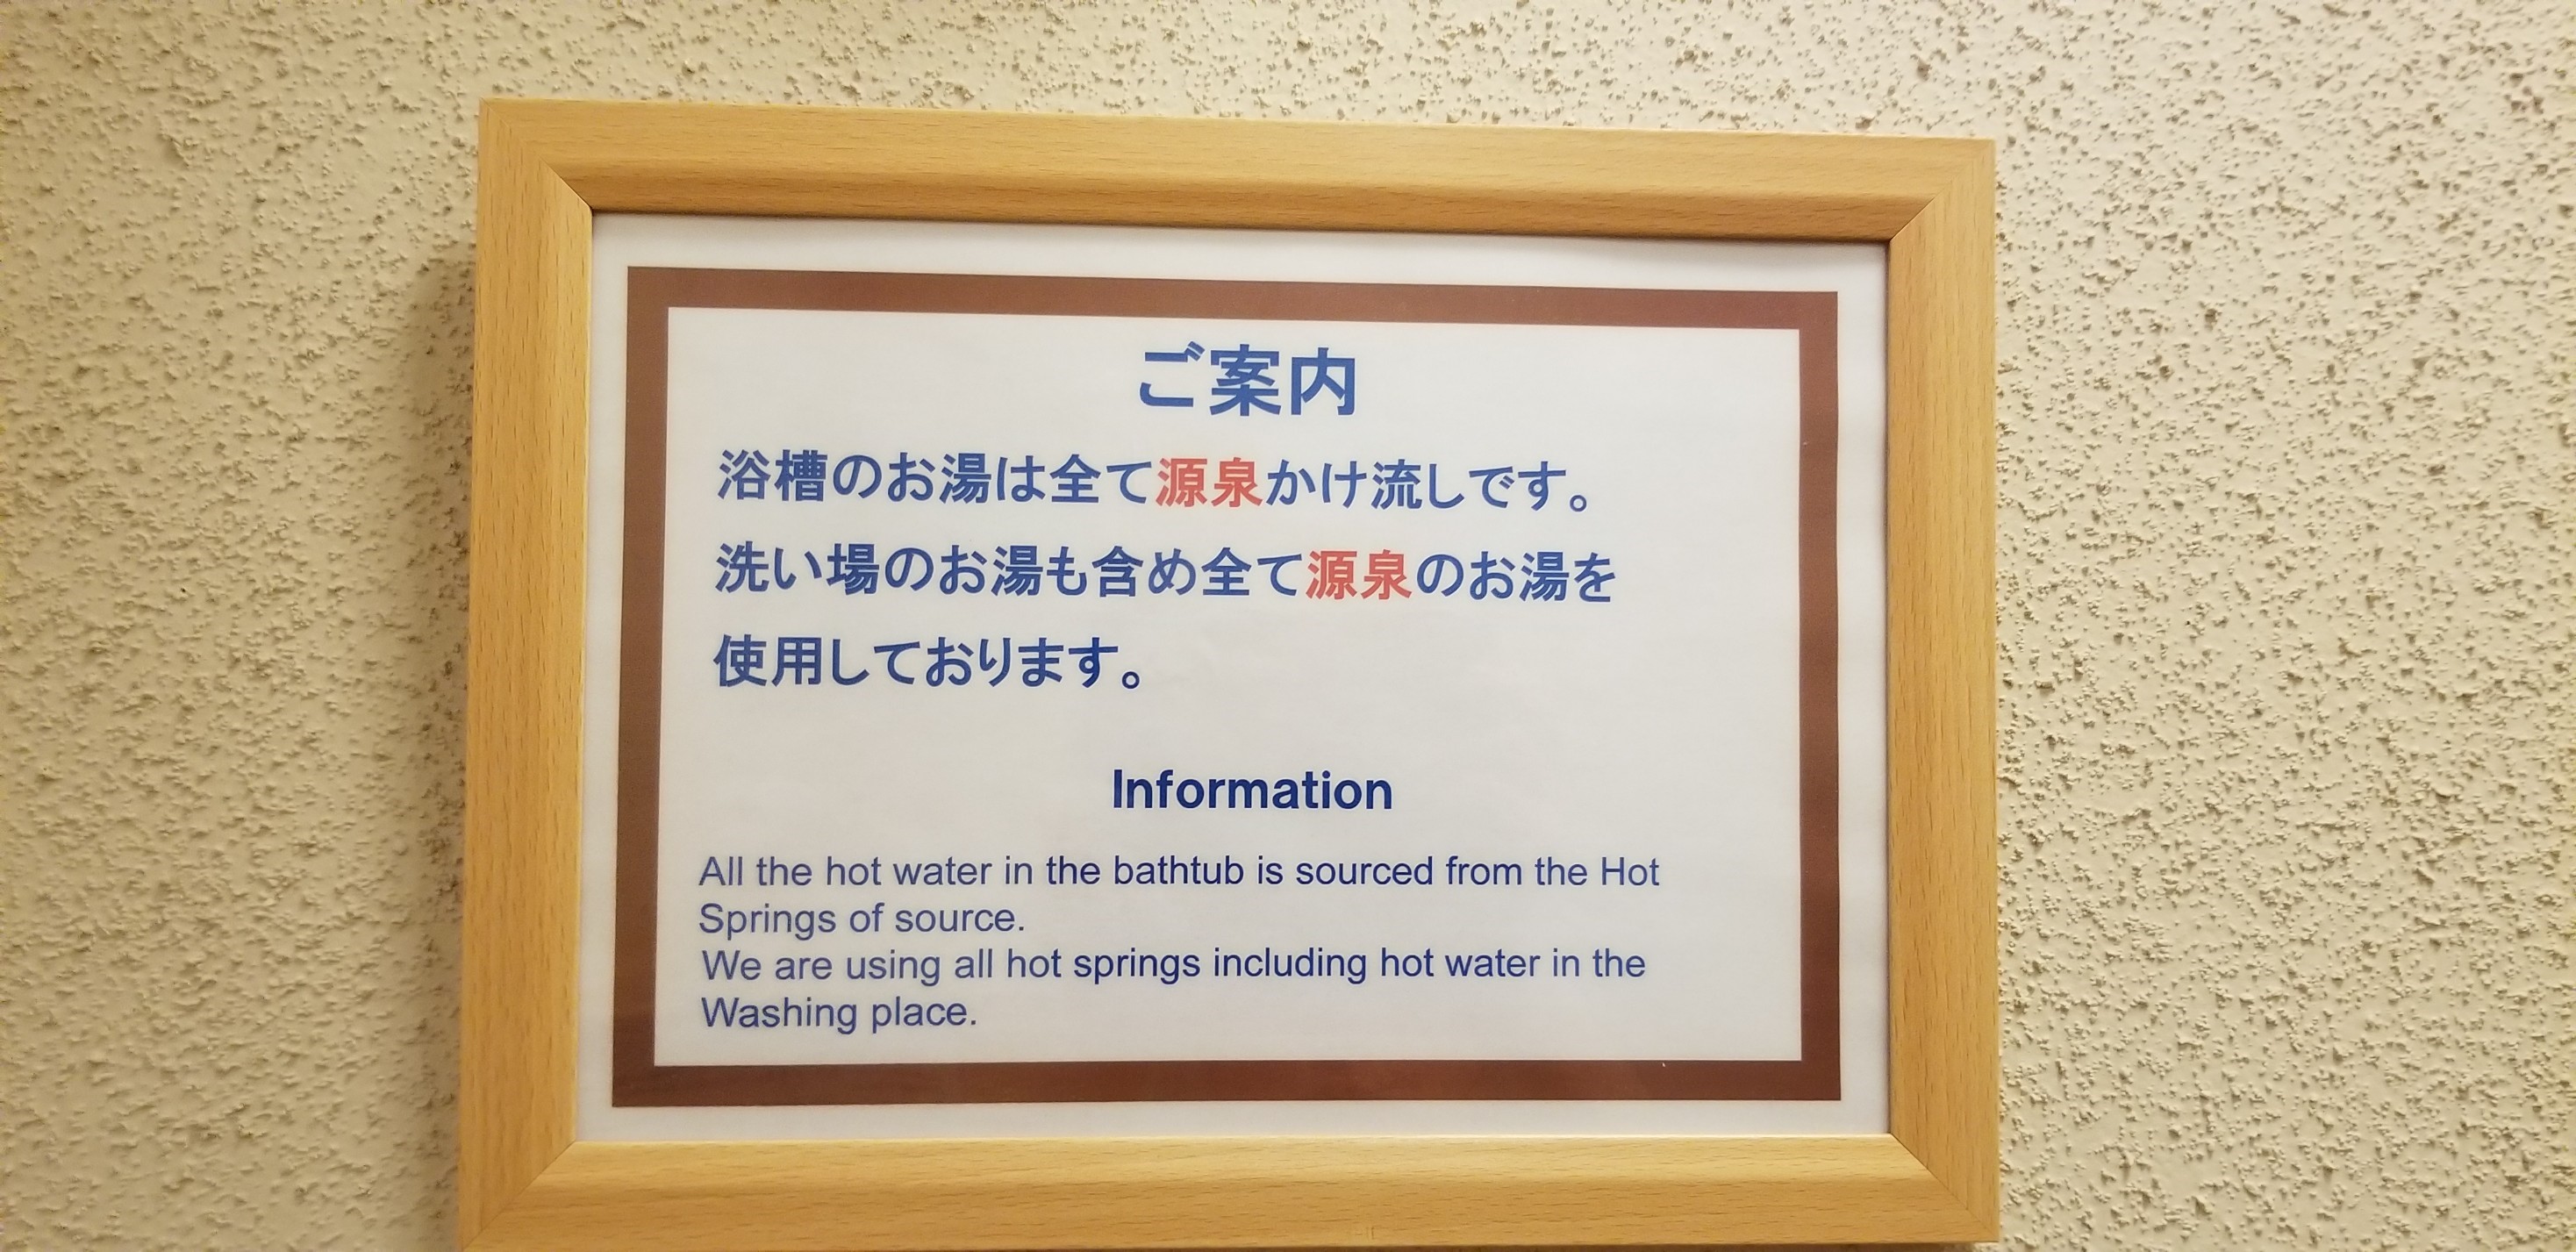 ご案内
浴槽のお湯は全て源泉かけ流しです。
洗い場のお湯も含め全て源泉のお湯を
使用しております。
Information
All the hot water in the bathtub is sourced from the Hot
Springs of source.
We are using all hot springs including hot water in the
Washing place.